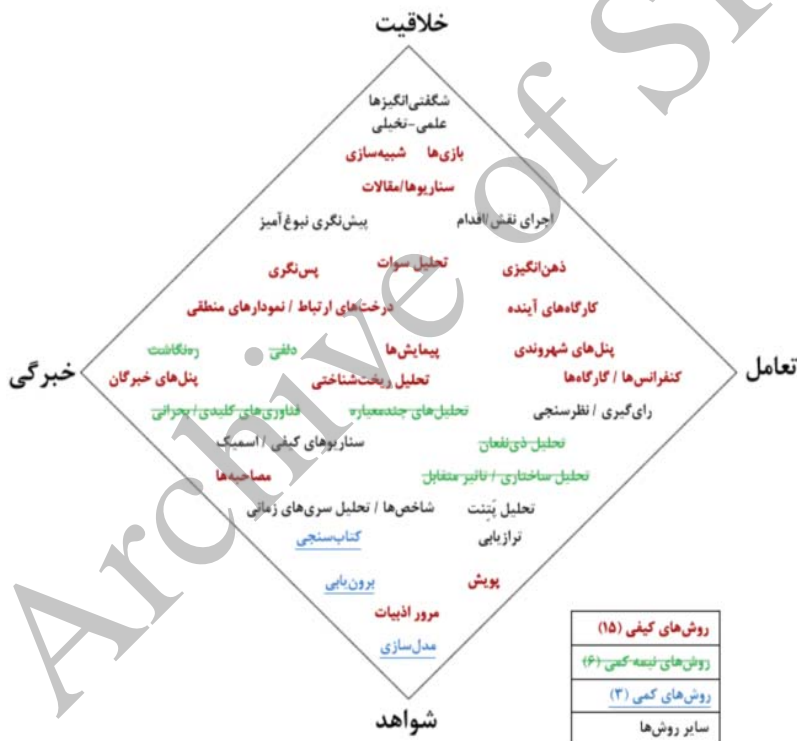 خلاقیت
شگفتی‌انگیزها
علمی-تخیلی
بازی‌ها شبیه‌سازی
سناریوها/مقالات
اجرای نقش/اقدام پیش‌نگری نبوغ‌آمیز
ذهن‌انگیزی تحلیل سوات پس‌نگری
کارگاه‌های آینده درخت‌های ارتباط / نمودارهای منطقی
پنل‌های شهروندی پیمایش‌ها دلفی ره‌نگاشت
تعامل کنفرانس‌ها / گارگاه‌ها تحلیل ریخت‌شناختی پنل‌های خبرگان خبرگی
رای‌گیری / نظرسنجی تحلیل‌های چندمعیاره فناوری‌های کلیدی/ بحرانی
تحلیل ذی‌نفعان سناریوهای کیفی / اسمیک
تحلیل ساختاری / تاثیر متقابل مصاحبه‌ها
تحلیل پَتِنت شاخص‌ها / تحلیل سری‌های زمانی
ترازیابی کتاب‌سنجی
پویش برون‌یابی
مرور ادبیات
مدل‌سازی
شواهد
روش‌های کیفی (۱۵)
روش‌های نیمه کمی (۶)
روش‌های کمی (۳)
سایر روش‌ها